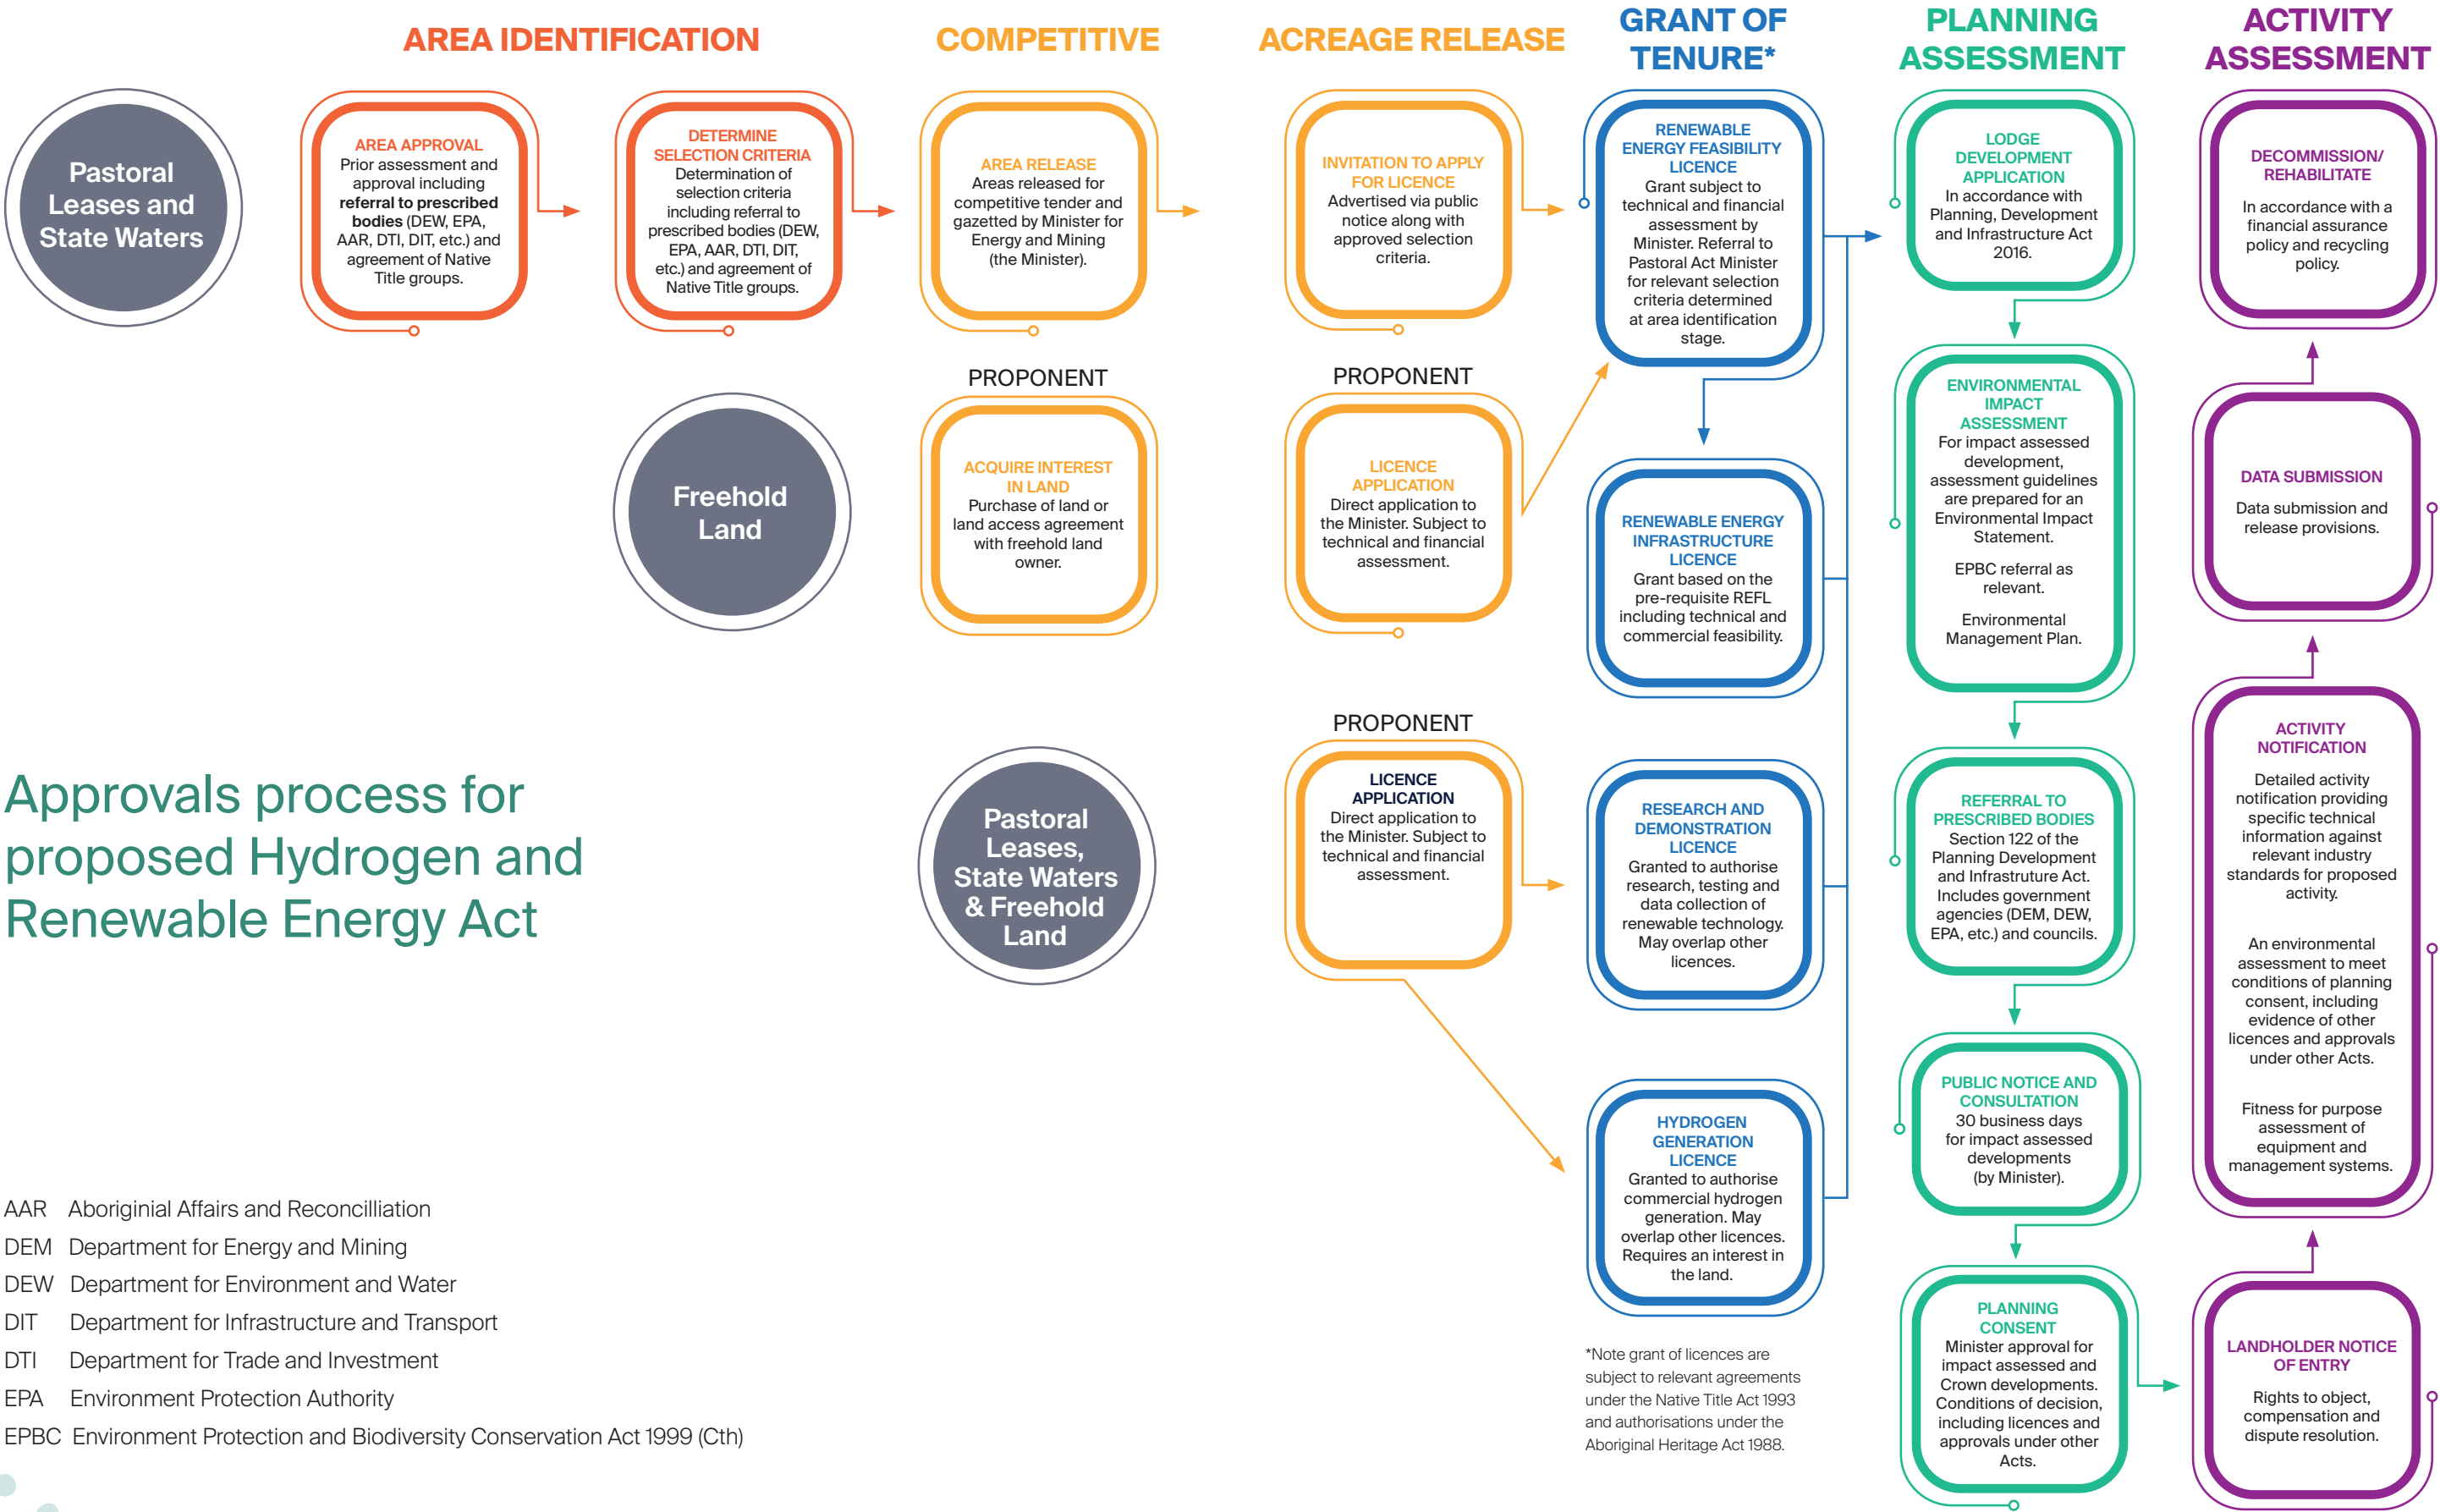 AREA IDENTIFICATION
COMPETITIVE
ACREAGE RELEASE
GRANT OF
TENURE*
PLANNING
ASSESSMENT
ACTIVITY
ASSESSMENT
Pastoral
Leases and
State Waters
AREA APPROVAL
Prior assessment and
approval including
referral to prescribed
bodies (DEW, EPA,
AAR, DTI, DIT, etc.) and
agreement of Native
Title groups.
DETERMINE
SELECTION CRITERIA
Determination of
selection criteria
including referral to
prescribed bodies (DEW,
EPA, AAR, DTI, DIT,
etc.) and agreement of
Native Title groups.
AREA RELEASE
Areas released for
competitive tender and
gazetted by Minister for
Energy and Mining
(the Minister).
INVITATION TO APPLY
FOR LICENCE
Advertised via public
notice along with
approved selection
criteria.
RENEWABLE
ENERGY FEASIBILITY
LICENCE
Grant subject to
technical and financial
assessment by
Minister. Referral to
Pastoral Act Minister
for relevant selection
criteria determined
at area identification
stage.
LODGE
DEVELOPMENT
APPLICATION
In accordance with
Planning, Development
and Infrastructure Act
2016.
DECOMMISSION/
REHABILITATE
In accordance with a
financial assurance
policy and recycling
policy.
Freehold
Land
PROPONENT
ACQUIRE INTEREST
IN LAND
Purchase of land or
land access agreement
with freehold land
owner.
PROPONENT
LICENCE
APPLICATION
Direct application to
the Minister. Subject to
technical and financial
assessment.
RENEWABLE ENERGY
INFRASTRUCTURE
LICENCE
Grant based on the
pre-requisite REFL
including technical and
commercial feasibility.
ENVIRONMENTAL
IMPACT
ASSESSMENT
For impact assessed
development,
assessment guidelines
are prepared for an
Environmental Impact
Statement.
EPBC referral as
relevant.
Environmental
Management Plan.
DATA SUBMISSION
Data submission and
release provisions.
Approvals process for
proposed Hydrogen and
Renewable Energy Act
Pastoral
Leases,
State Waters
& Freehold
Land
PROPONENT
LICENCE
APPLICATION
Direct application to
the Minister. Subject to
technical and financial
assessment.
RESEARCH AND
DEMONSTRATION
LICENCE
Granted to authorise
research, testing and
data collection of
renewable technology.
May overlap other
licences.
REFERRAL TO
PRESCRIBED BODIES
Section 122 of the
Planning Development
and Infrastruture Act.
Includes government
agencies (DEM, DEW,
EPA, etc.) and councils.
ACTIVITY
NOTIFICATION
Detailed activity
notification providing
specific technical
information against
relevant industry
standards for proposed
activity.
An environmental
assessment to meet
conditions of planning
consent, including
evidence of other
licences and approvals
under other Acts.
Fitness for purpose
assessment of
equipment and
management systems.
HYDROGEN
GENERATION
LICENCE
Granted to authorise
commercial hydrogen
generation. May
overlap other licences.
Requires an interest in
the land.
PUBLIC NOTICE AND
CONSULTATION
30 business days
for impact assessed
developments
(by Minister).
PLANNING
CONSENT
Minister approval for
impact assessed and
Crown developments.
Conditions of decision,
including licences and
approvals under other
Acts.
LANDHOLDER NOTICE
OF ENTRY
Rights to object,
compensation and
dispute resolution.
AAR Aboriginial Affairs and Reconcilliation
DEM Department for Energy and Mining
DEW Department for Environment and Water
DIT Department for Infrastructure and Transport
DTI Department for Trade and Investment
EPA Environment Protection Authority
EPBC Environment Protection and Biodiversity Conservation Act 1999 (Cth)
*Note grant of licences are
subject to relevant agreements
under the Native Title Act 1993
and authorisations under the
Aboriginal Heritage Act 1988.